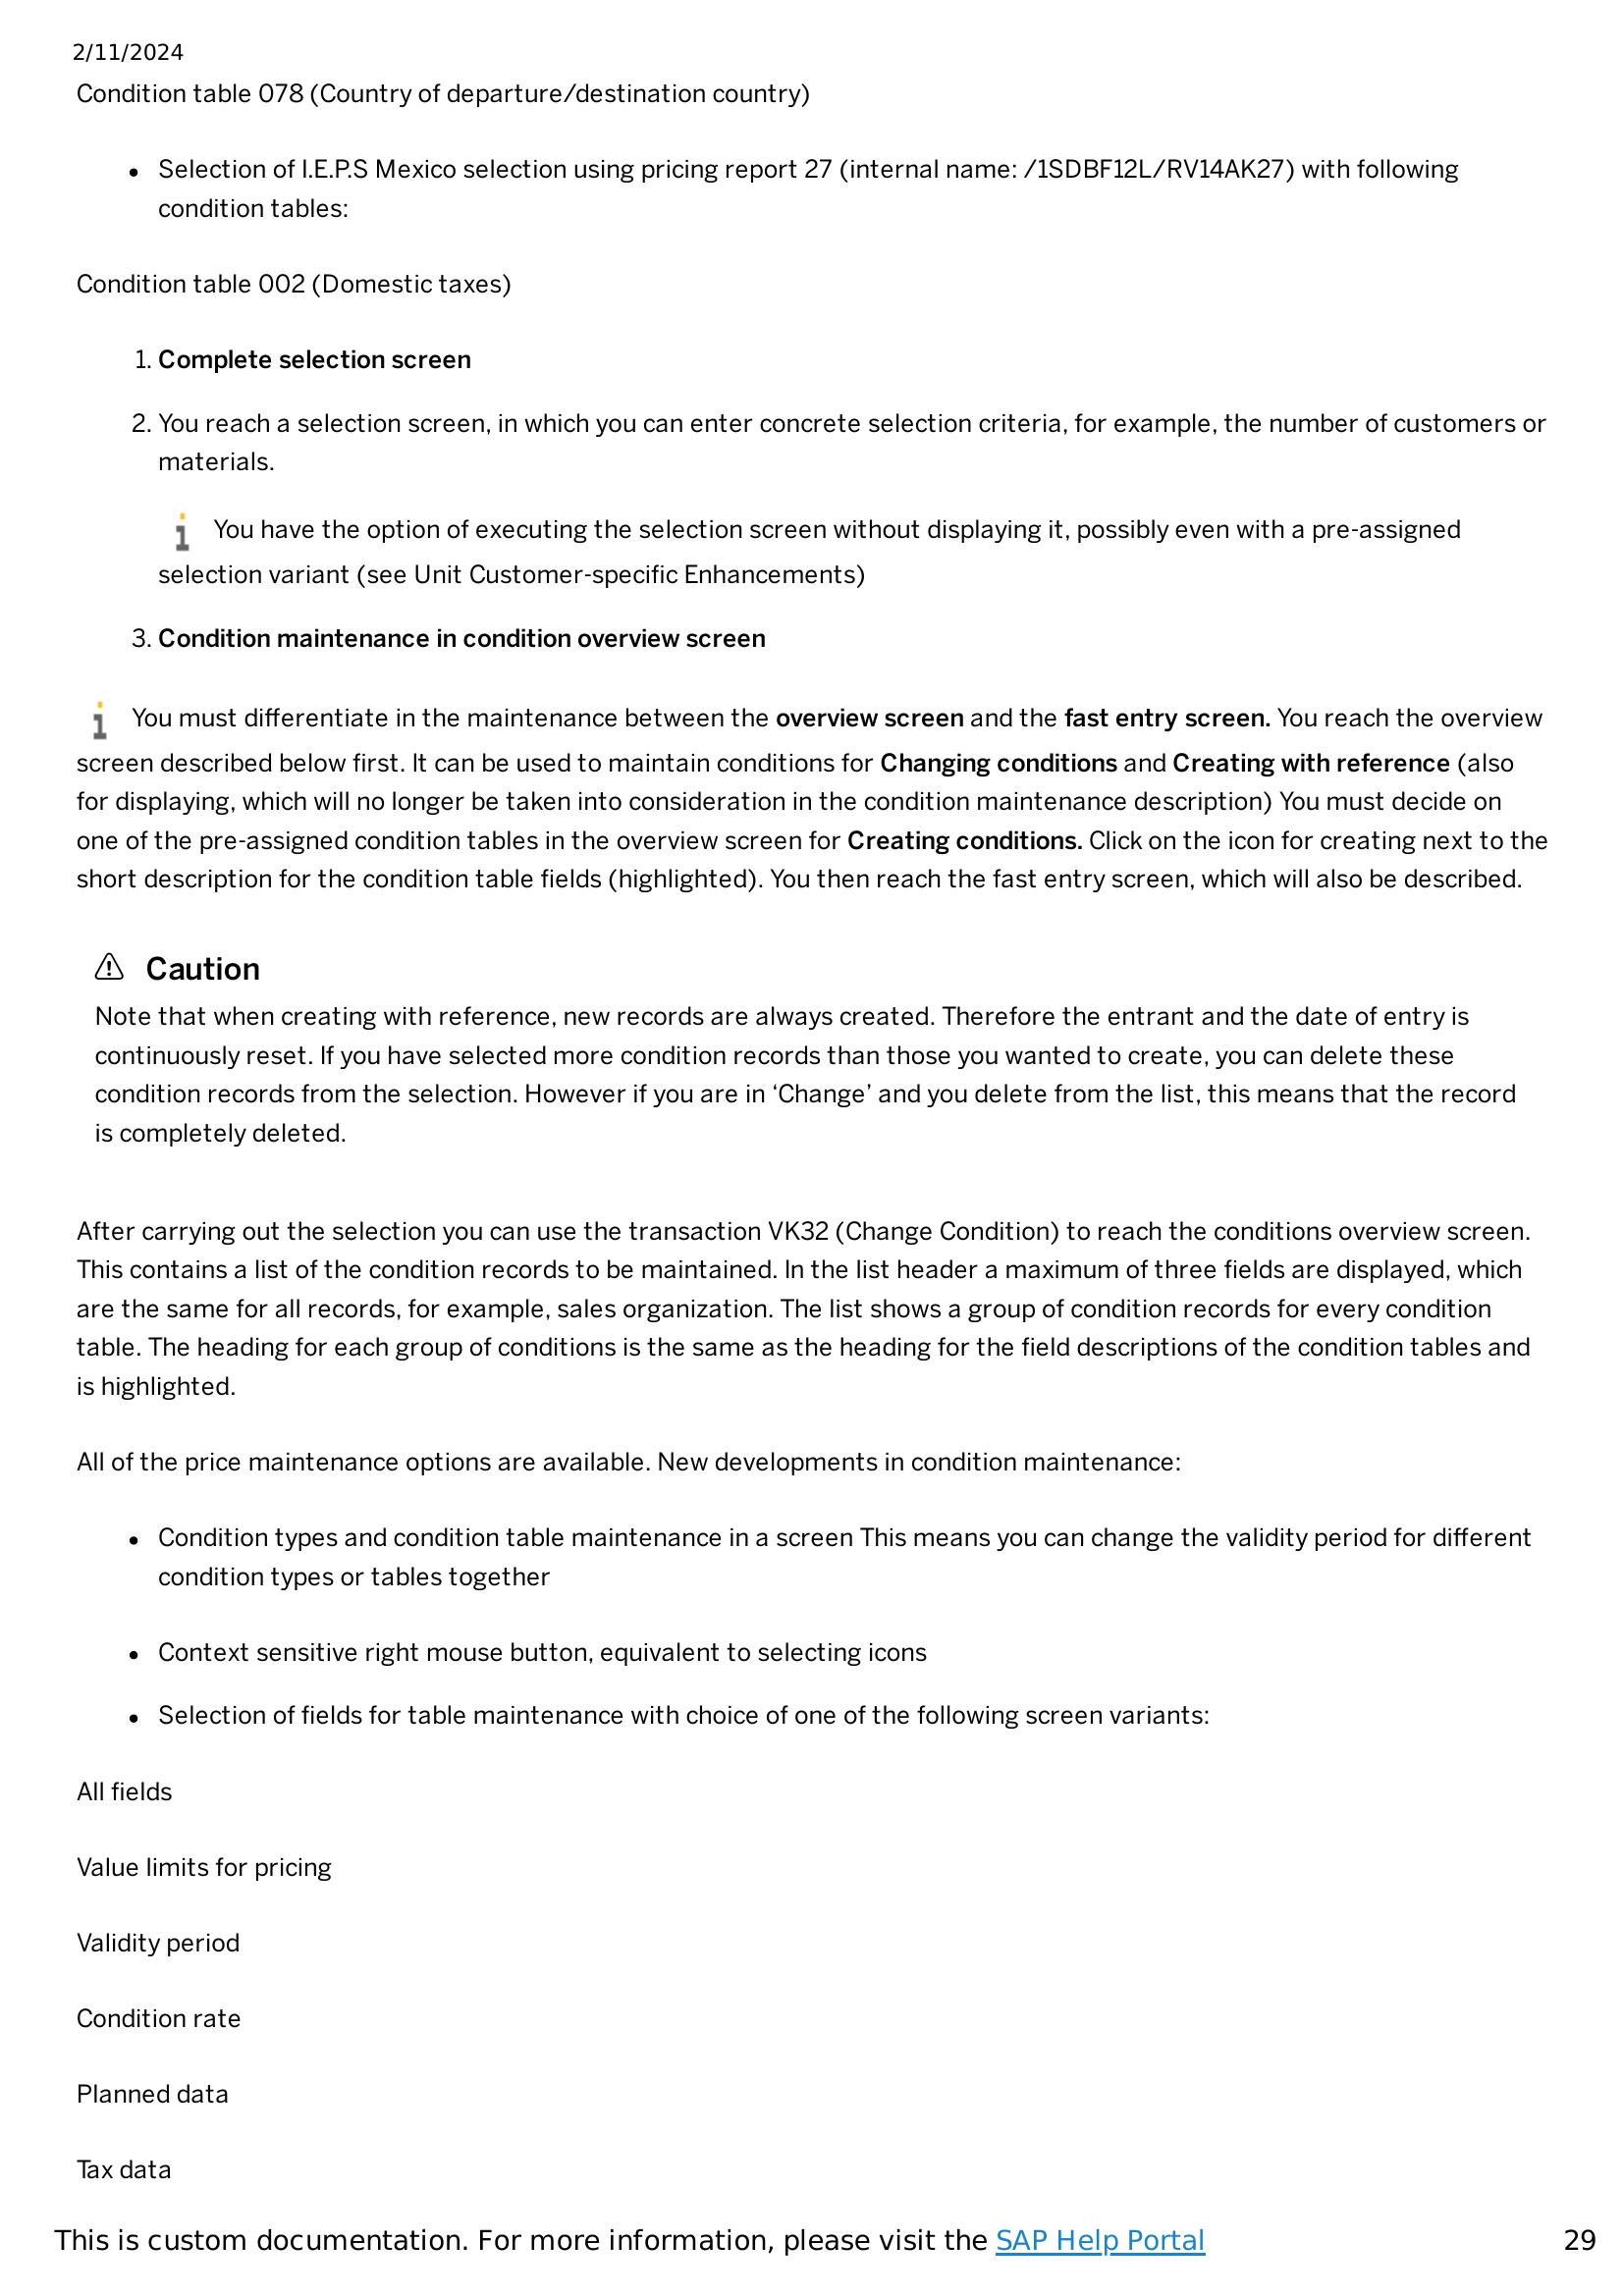 2/11/2024
Condition table 078 (Country of departure/destination country)
• Selection of I.E.P.S Mexico selection using pricing report 27 (internal name: /1SDBF12L/RV14AK27) with following
condition tables:
Condition table 002 (Domestic taxes)
1. Complete selection screen
2. You reach a selection screen, in which you can enter concrete selection criteria, for example, the number of customers or
materials.
You have the option of executing the selection screen without displaying it, possibly even with a pre-assigned
selection variant (see Unit Customer-specific Enhancements)
3. Condition maintenance in condition overview screen
You must differentiate in the maintenance between the overview screen and the fast entry screen. You reach the overview
screen described below first. It can be used to maintain conditions for Changing conditions and Creating with reference (also
for displaying, which will no longer be taken into consideration in the condition maintenance description) You must decide on
one of the pre-assigned condition tables in the overview screen for Creating conditions. Click on the icon for creating next to the
short description for the condition table fields (highlighted). You then reach the fast entry screen, which will also be described.
Caution
Note that when creating with reference, new records are always created. Therefore the entrant and the date of entry is
continuously reset. If you have selected more condition records than those you wanted to create, you can delete these
condition records from the selection. However if you are in ‘Change’ and you delete from the list, this means that the record
is completely deleted.
After carrying out the selection you can use the transaction VK32 (Change Condition) to reach the conditions overview screen.
This contains a list of the condition records to be maintained. In the list header a maximum of three fields are displayed, which
are the same for all records, for example, sales organization. The list shows a group of condition records for every condition
table. The heading for each group of conditions is the same as the heading for the field descriptions of the condition tables and
is highlighted.
All of the price maintenance options are available. New developments in condition maintenance:
• Condition types and condition table maintenance in a screen This means you can change the validity period for different
condition types or tables together
• Context sensitive right mouse button, equivalent to selecting icons
• Selection of fields for table maintenance with choice of one of the following screen variants:
All fields
Value limits for pricing
Validity period
Condition rate
Planned data
Tax data
This is custom documentation. For more information, please visit the SAP Help Portal 29